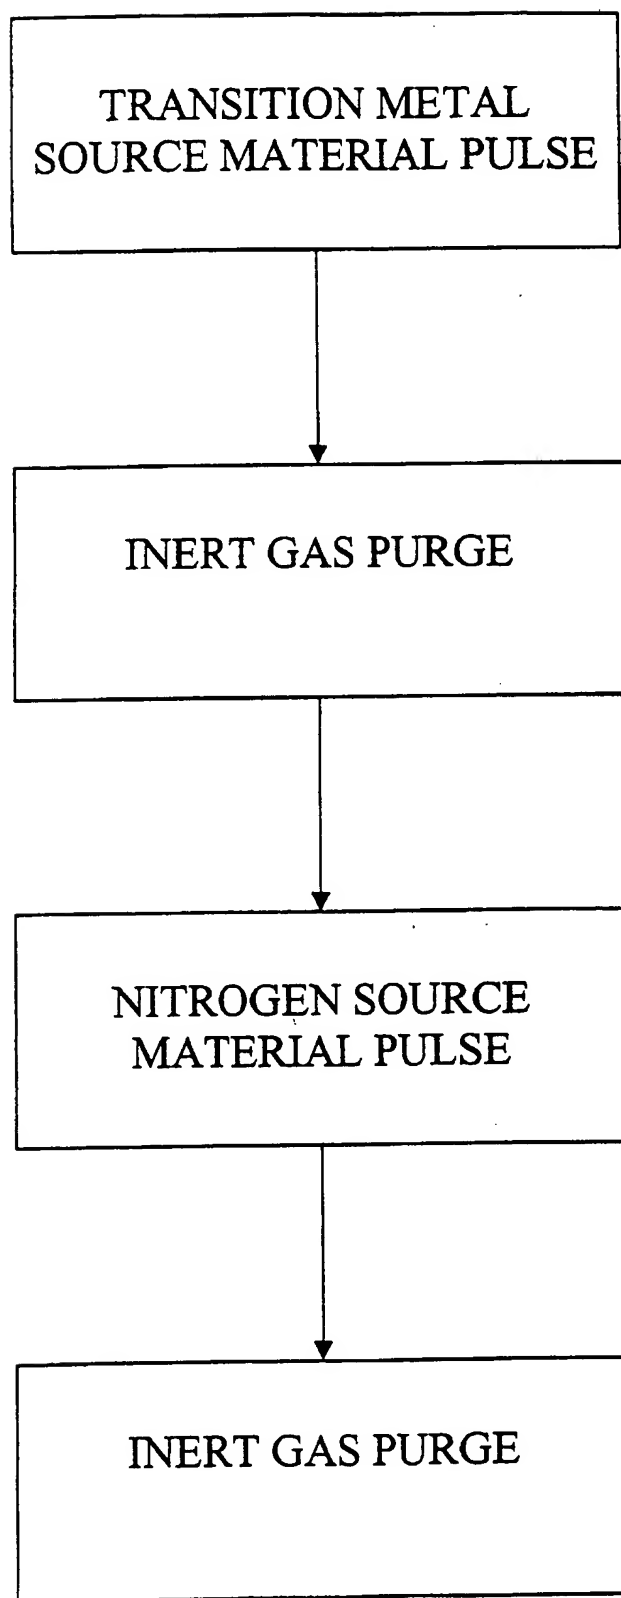 TRANSITION METAL
SOURCE MATERIAL PULSE
INERT GAS PURGE
NITROGEN SOURCE
MATERIAL PULSE
INERT GAS PURGE